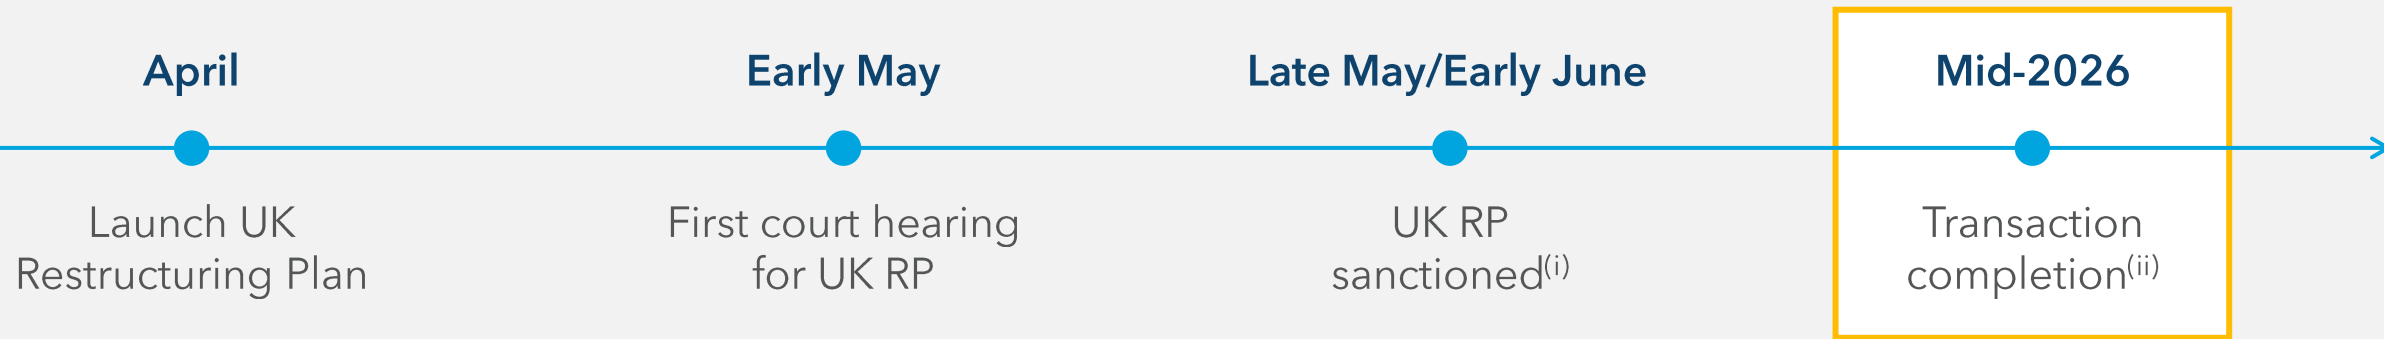 April
Launch UK
Restructuring Plan
Early May
First court hearing
for UK RP
Late May/Early June
UK RP
sanctioned(i)
Mid-2026
Transaction
completion(ii)